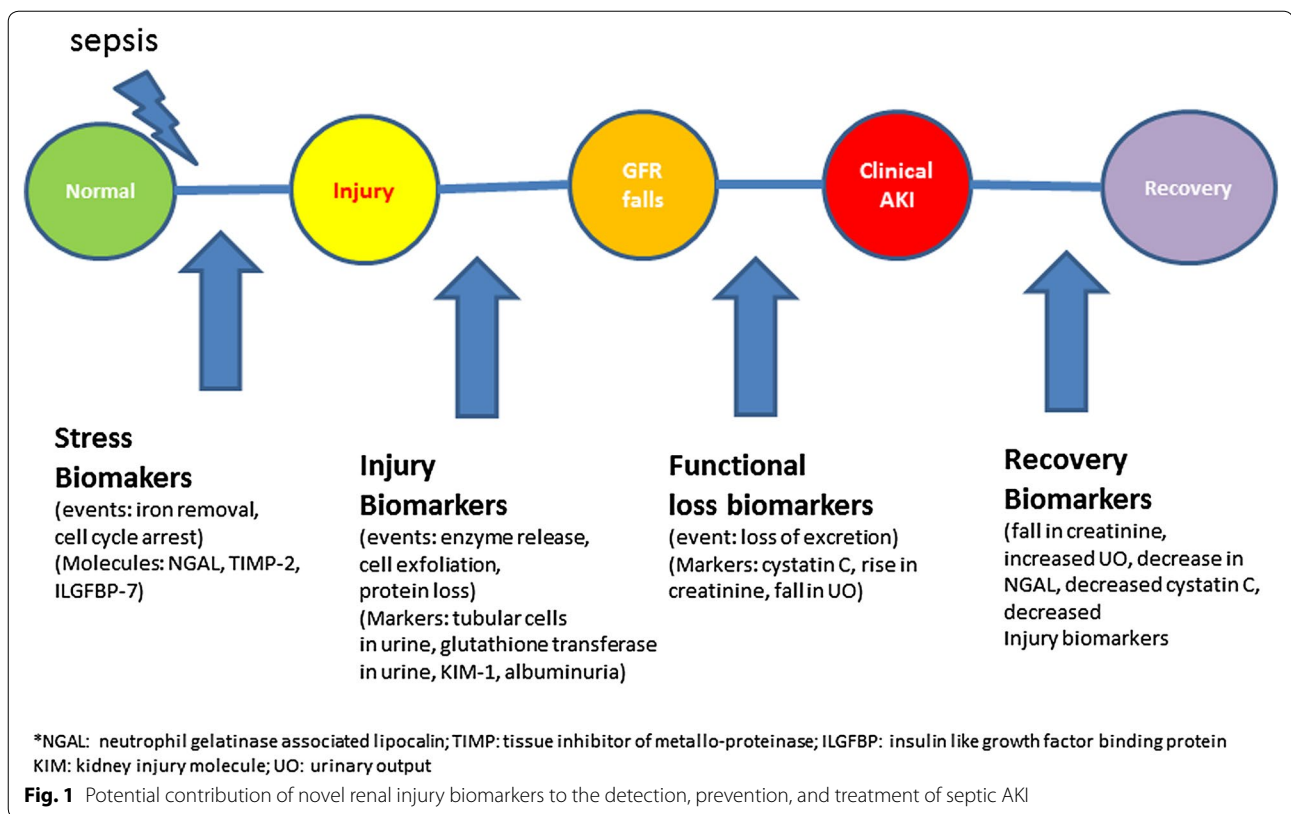 sepsis
Normal
Injury
GFR
falls
Clinical
AKI
Recovery
Stress
Biomakers
(events: iron removal,
cell cycle arrest)
(Molecules: NGAL, TIMP-2,
ILGFBP-7)
Injury
Biomarkers
(events: enzyme release,
cell exfoliation,
protein loss)
(Markers: tubular cells
in urine, glutathione transferase
in urine, KIM-1, albuminuria)
Functional
loss biomarkers
(event: loss of excretion)
(Markers: cystatin C, rise in
creatinine, fall in UO)
Recovery
Biomarkers
(fall in creatinine,
increased UO, decrease in
NGAL, decreased cystatin C,
decreased
Injury biomarkers
*NGAL: neutrophil gelatinase associated lipocalin; TIMP: tissue inhibitor of metallo-proteinase; ILGFBP: insulin like growth factor binding protein
KIM: kidney injury molecule; UO: urinary output
Fig. 1 Potential contribution of novel renal injury biomarkers to the detection, prevention, and treatment of septic AKI